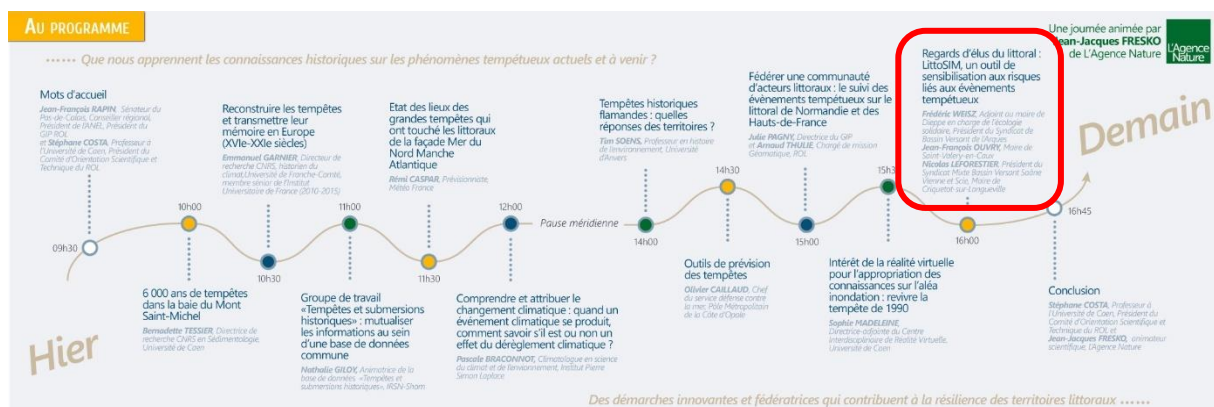 AU PROGRAMME
Une journée animée par
Jean-Jacques FRESKO
de L'Agence Nature
L'Agence
Nature
...... Que nous apprennent les connaissances historiques sur les phénomènes tempétueux actuels et à venir ?
Hier
Mots d'accueil
Jean-François RAPIN, Sénateur du
Pas-de-Calais, Conseiller régional,
Président de l'ANEL, Président du
GIP ROL
et Stéphane COSTA, Professeur à
l'Université de Caen, Président du
Comité d'Orientation Scientifique et
Technique du ROL
09h30
10h00
6 000 ans de tempêtes
dans la baie du Mont
Saint-Michel
Bernadette TESSIER, Directrice de
recherche CNRS en Sédimentologie,
Université de Caen
Reconstruire les tempêtes
et transmettre leur
mémoire en Europe
(XVIe-XXIe siècles)
Emmanuel GARNIER, Directeur de
recherche CNRS, historien du
climat,Université de Franche-Comté,
membre sénior de l'Institut
Universitaire de France (2010-2015)
10h30
11h00
Groupe de travail
«Tempêtes et submersions
historiques» : mutualiser
les informations au sein
d'une base de données
commune
Nathalie GILOY, Animatrice de la
base de données «Tempêtes et
submersions historiques», IRSN-Shom
Etat des lieux des
grandes tempêtes qui
ont touché les littoraux
de la façade Mer du
Nord Manche
Atlantique
Rémi CASPAR, Prévisionniste,
Météo France
11h30
12h00
Comprendre et attribuer le
changement climatique : quand un
événement climatique se produit,
comment savoir s'il est ou non un
effet du dérèglement climatique ?
Pascale BRACONNOT, Climatologue en science
du climat et de l'environnement, Institut Pierre
Simon Laplace
Pause méridienne
Tempêtes historiques
flamandes : quelles
réponses des territoires ?
Tim SOENS, Professeur en histoire
de l'environnement, Université
d'Anvers
14h00
14h30
Outils de prévision
des tempêtes
Olivier CAILLAUD, Chef
du service défense contre
la mer, Pôle Métropolitain
de la Côte d'Opale
Fédérer une communauté
d'acteurs littoraux : le suivi des
événements tempétueux sur le
littoral de Normandie et des
Hauts-de-France
Julie PAGNY, Directrice du GIP
et Arnaud THULIE, Chargé de mission
Géomatique, ROL
15h00
15h30
Intérêt de la réalité virtuelle
pour l'appropriation des
connaissances sur l'aléa
inondation : revivre la
tempête de 1990
Sophie MADELEINE,
Directrice-adjointe du Centre
Interdisciplinaire de Réalité Virtuelle,
Université de Caen
Regards d'élus du littoral :
LittoSIM, un outil de
sensibilisation aux risques
liés aux évènements
tempétueux
Frédéric WEISZ, Adjoint au maire de
Dieppe en charge de l'écologie
solidaire, Président du Syndicat de
Bassin Versant de l'Arques
Jean-François OUVRY, Maire de
Saint-Valery-en-Caux
Nicolas LEFORESTIER, Président du
Syndicat Mixte Bassin Versant Saâne
Vienne et Scie, Maire de
Criquetot-sur-Longueville
16h00
16h45
Conclusion
Stéphane COSTA, Professeur à
l'Université de Caen, Président du
Comité d'Orientation Scientifique et
Technique du ROL et
Jean-Jacques FRESKO, animateur
scientifique, L'Agence Nature
Demain
Des démarches innovantes et fédératrices qui contribuent à la résilience des territoires littoraux ......